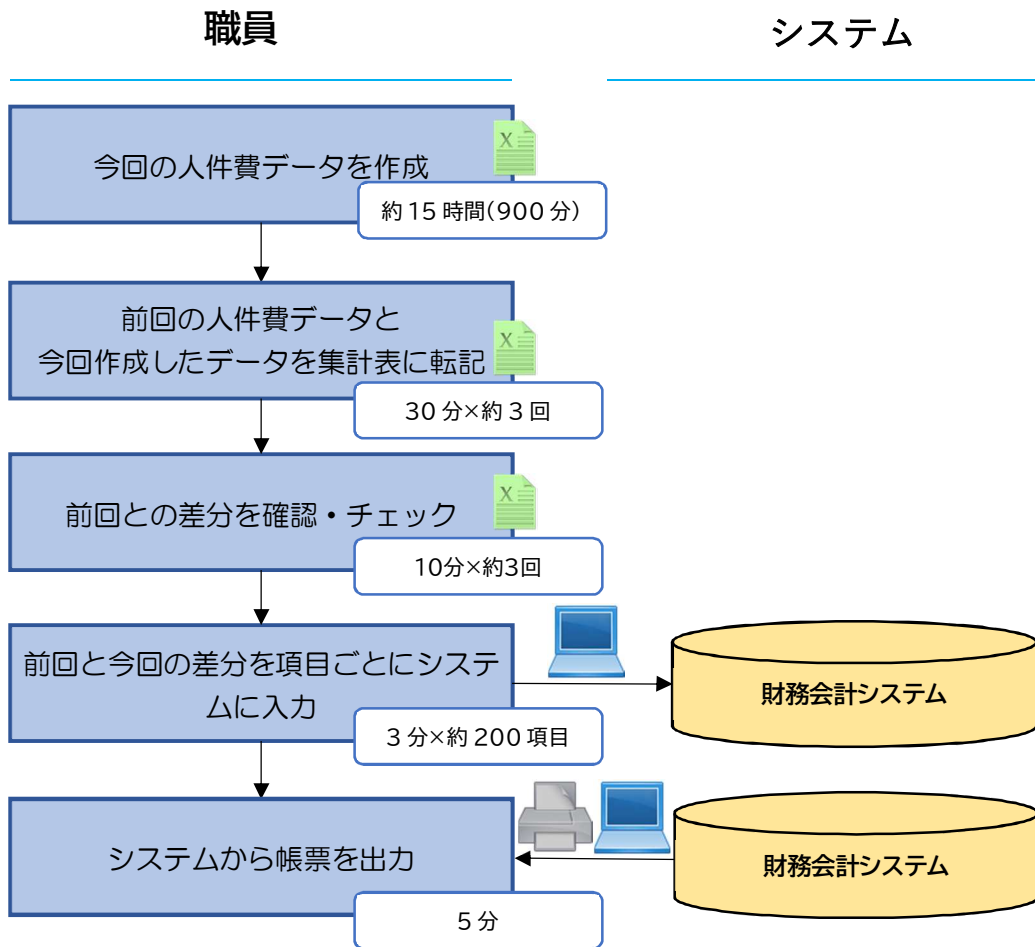 職員
システム
今回の人件費データを作成
約15時間(900分)
前回の人件費データと
今回作成したデータを集計表に転記
30分×約3回
前回との差分を確認・チェック
10分×約3回
前回と今回の差分を項目ごとにシステ
ムに入力
3分×約200項目
財務会計システム
システムから帳票を出力
5分
財務会計システム
X
X
X